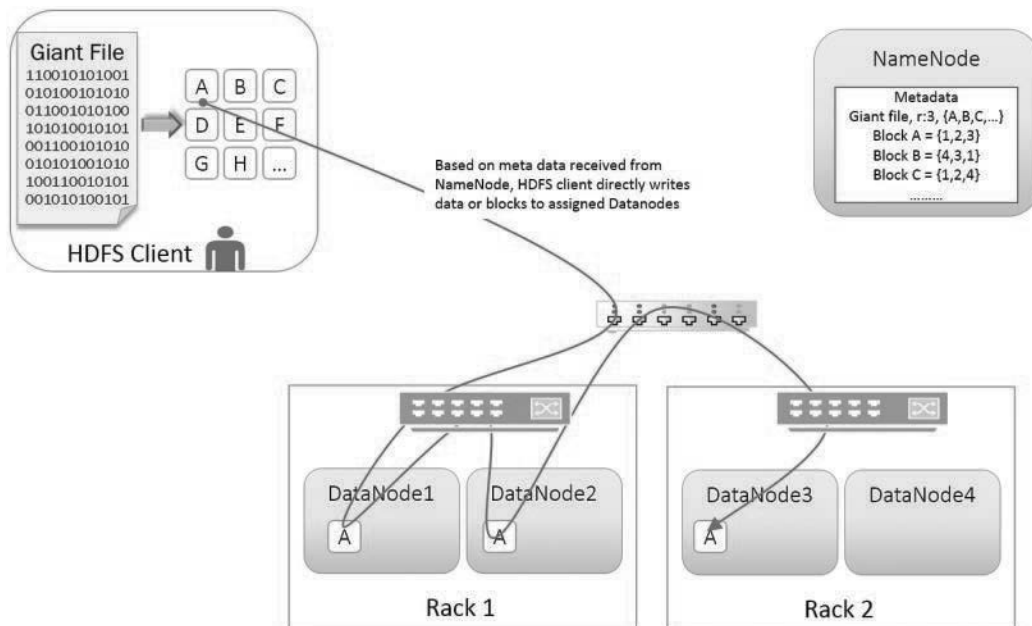 Giant File
110010101001
010100101010
011001010100
101010010101
001100101010
010101001010
100110010101
001010100101
A B C
D E F
G H ...
HDFS Client
NameNode
Metadata
Giant file, r:3, {A,B,C,...}
Block A = {1,2,3}
Block B = {4,3,1}
Block C = {1,2,4}
.........
Based on meta data received from
NameNode, HDFS client directly writes
data or blocks to assigned Datanodes
DataNode1
A
DataNode2
A
Rack 1
DataNode3
A
DataNode4
Rack 2